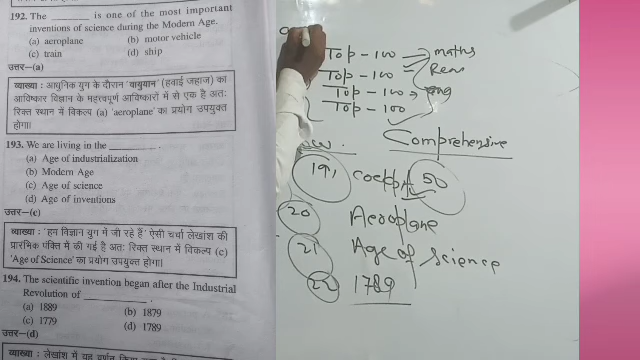 192. The ________ is one of the most important
inventions of science during the Modern Age.
(a) aeroplane (b) motor vehicle
(c) train (d) ship
उत्तर–(a)
व्याख्या : आधुनिक युग के दौरान 'वायुयान' (हवाई जहाज) का
आविष्कार विज्ञान के महत्वपूर्ण आविष्कारों में से एक है अतः
रिक्त स्थान में विकल्प (a) 'aeroplane' का प्रयोग उपयुक्त
होगा।
193. We are living in the ________.
(a) Age of industrialization
(b) Modern Age
(c) Age of science
(d) Age of inventions
उत्तर–(c)
व्याख्या : 'हम विज्ञान युग में जी रहे हैं' ऐसी चर्चा लेखांश की
प्रारंभिक पंक्ति में की गई है अतः रिक्त स्थान में विकल्प (c)
'Age of Science' का प्रयोग उपयुक्त होगा।
194. The scientific invention began after the Industrial
Revolution of ________.
(a) 1889 (b) 1879
(c) 1779 (d) 1789
उत्तर–(d)
व्याख्या : लेखांश में यह
Top - 100 maths
Top - 100
Top - 100
Top - 100
Comprehensive
191 50
20 Aeroplane
21 Age of Science
22 1789